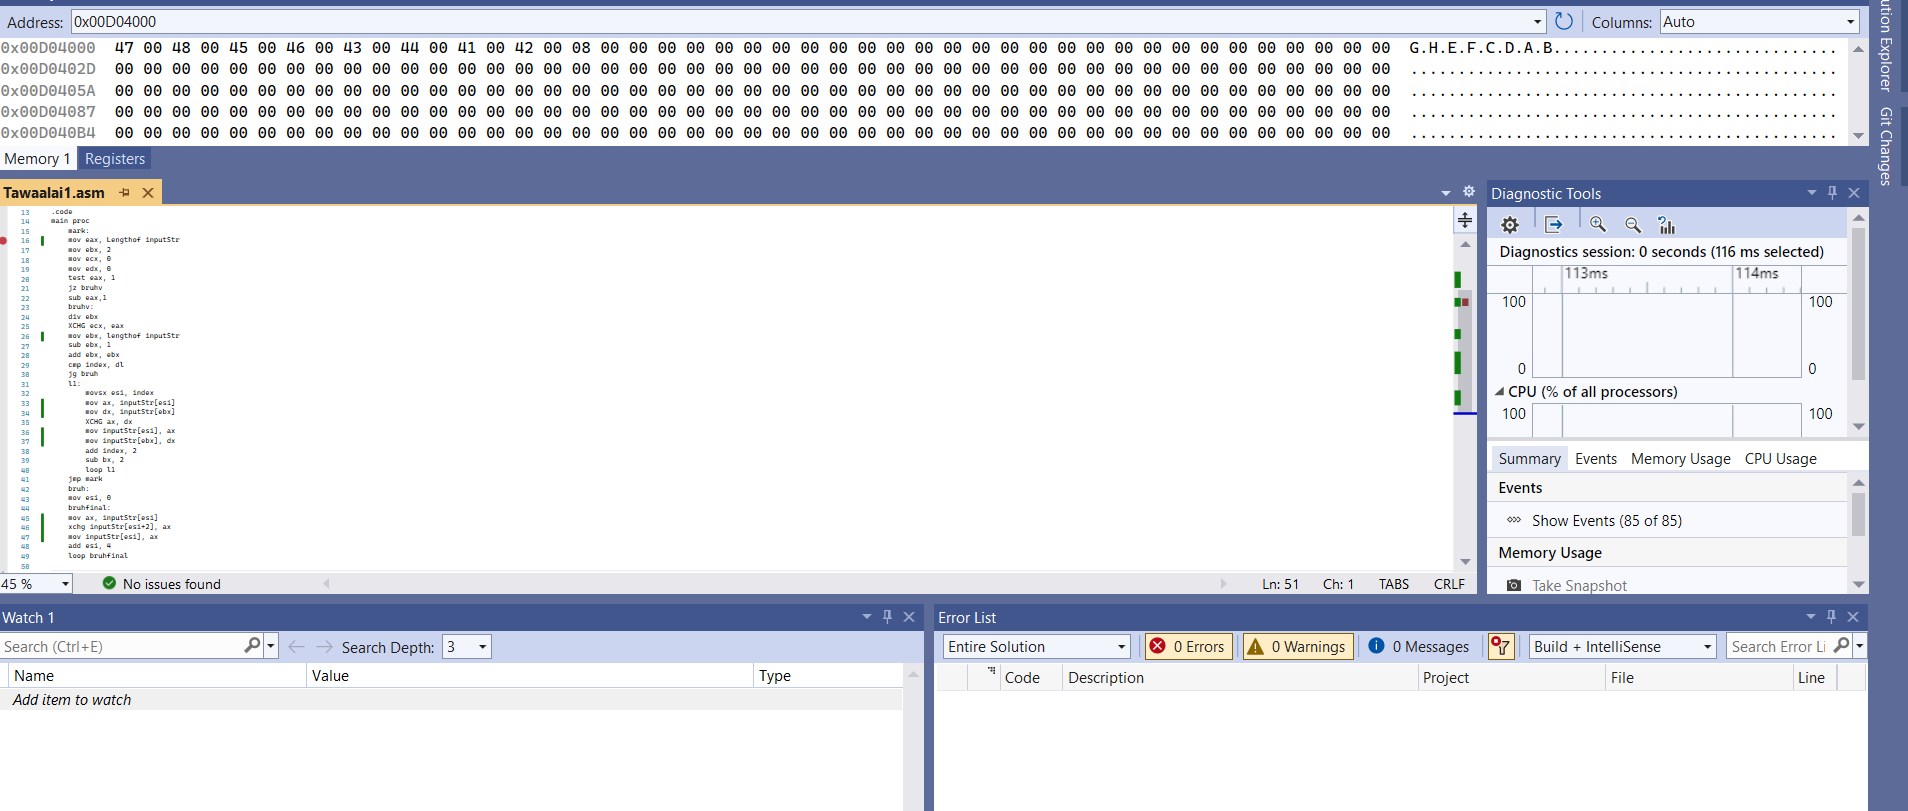 Address: 0x00D04000 Columns: Auto
0x00D04000 47 00 48 00 45 00 46 00 43 00 44 00 41 00 42 00 08 00 00 00 00 00 00 00 00 00 00 00 00 00 00 00 00 00 00 00 00 00 00 00 00 00 00 00 00 G.H.E.F.C.D.A.B..............................
0x00D0402D 00 00 00 00 00 00 00 00 00 00 00 00 00 00 00 00 00 00 00 00 00 00 00 00 00 00 00 00 00 00 00 00 00 00 00 00 00 00 00 00 00 00 00 00 00 .............................................
0x00D0405A 00 00 00 00 00 00 00 00 00 00 00 00 00 00 00 00 00 00 00 00 00 00 00 00 00 00 00 00 00 00 00 00 00 00 00 00 00 00 00 00 00 00 00 00 00 .............................................
0x00D04087 00 00 00 00 00 00 00 00 00 00 00 00 00 00 00 00 00 00 00 00 00 00 00 00 00 00 00 00 00 00 00 00 00 00 00 00 00 00 00 00 00 00 00 00 00 .............................................
0x00D040B4 00 00 00 00 00 00 00 00 00 00 00 00 00 00 00 00 00 00 00 00 00 00 00 00 00 00 00 00 00 00 00 00 00 00 00 00 00 00 00 00 00 00 00 00 00 .............................................
Memory 1 Registers
Explorer
Git Changes
Tawaalai1.asm
13 .code
14 main proc
15 mark:
16 mov eax, Lengthof inputStr
17 mov ebx, 2
18 mov ecx, 0
19 mov edx, 0
20 test eax, 1
21 jz bruhv
22 sub eax,1
23 bruhv:
24 div ebx
25 XCHG ecx, eax
26 mov ebx, lengthof inputStr
27 sub ebx, 1
28 add ebx, ebx
29 cmp index, dl
30 jg bruh
31 l1:
32 movsx esi, index
33 mov ax, inputStr[esi]
34 mov dx, inputStr[ebx]
35 XCHG ax, dx
36 mov inputStr[esi], ax
37 mov inputStr[ebx], dx
38 add index, 2
39 sub bx, 2
40 loop l1
41 jmp mark
42 bruh:
43 mov esi, 0
44 bruhfinal:
45 mov ax, inputStr[esi]
46 xchg inputStr[esi+2], ax
47 mov inputStr[esi], ax
48 add esi, 4
49 loop bruhfinal
50
45 % No issues found Ln: 51 Ch: 1 TABS CRLF
Diagnostic Tools
Diagnostics session: 0 seconds (116 ms selected)
113ms 114ms
100 100
0 0
CPU (% of all processors)
100 100
Summary Events Memory Usage CPU Usage
Events
Show Events (85 of 85)
Memory Usage
Take Snapshot
Watch 1
Search (Ctrl+E) Search Depth: 3
Name Value Type
Add item to watch
Error List
Entire Solution 0 Errors 0 Warnings 0 Messages Build + IntelliSense Search Error Li
Code Description Project File Line